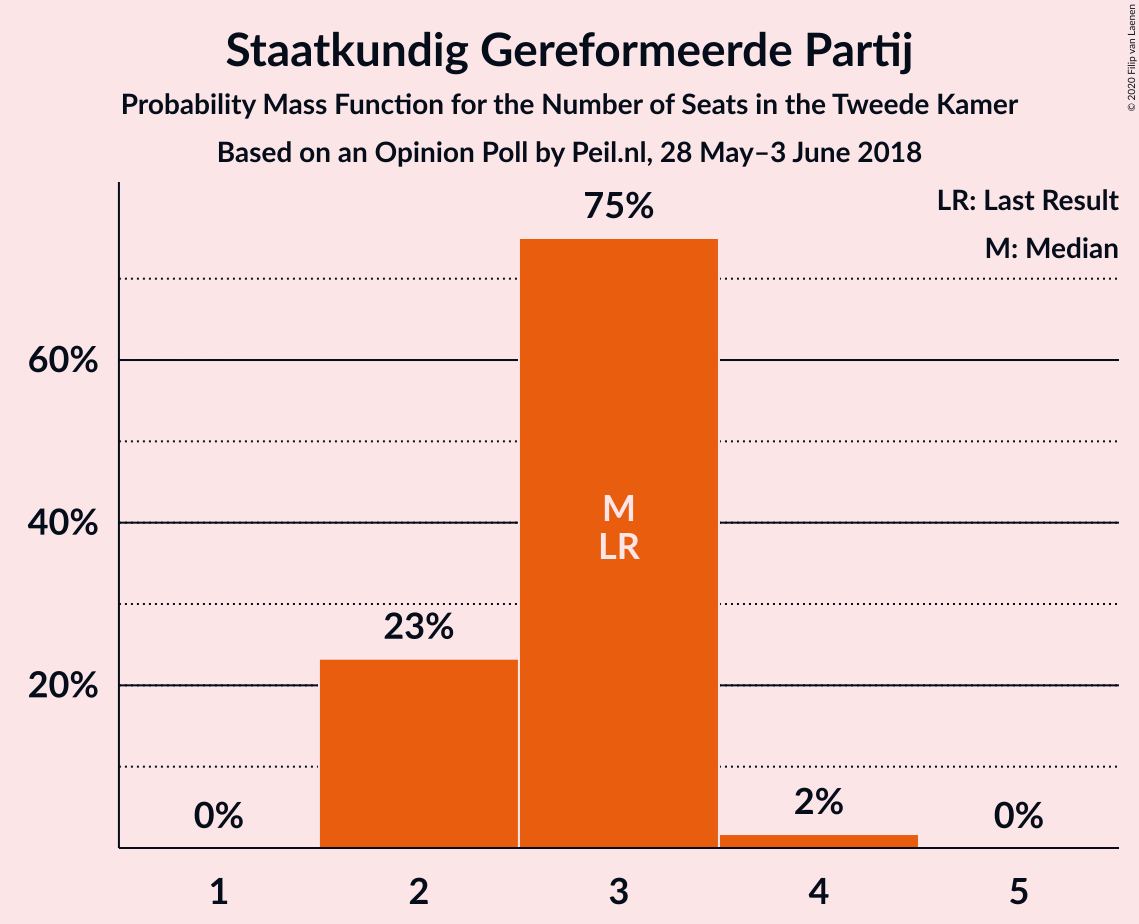 Staatkundig Gereformeerde Partij
Probability Mass Function for the Number of Seats in the Tweede Kamer
Based on an Opinion Poll by Peil.nl, 28 May–3 June 2018
© 2020 Filip van Laenen
LR: Last Result
M: Median
75%
60%
40%
M
LR
23%
20%
2%
0%
0%
1
2
3
4
5